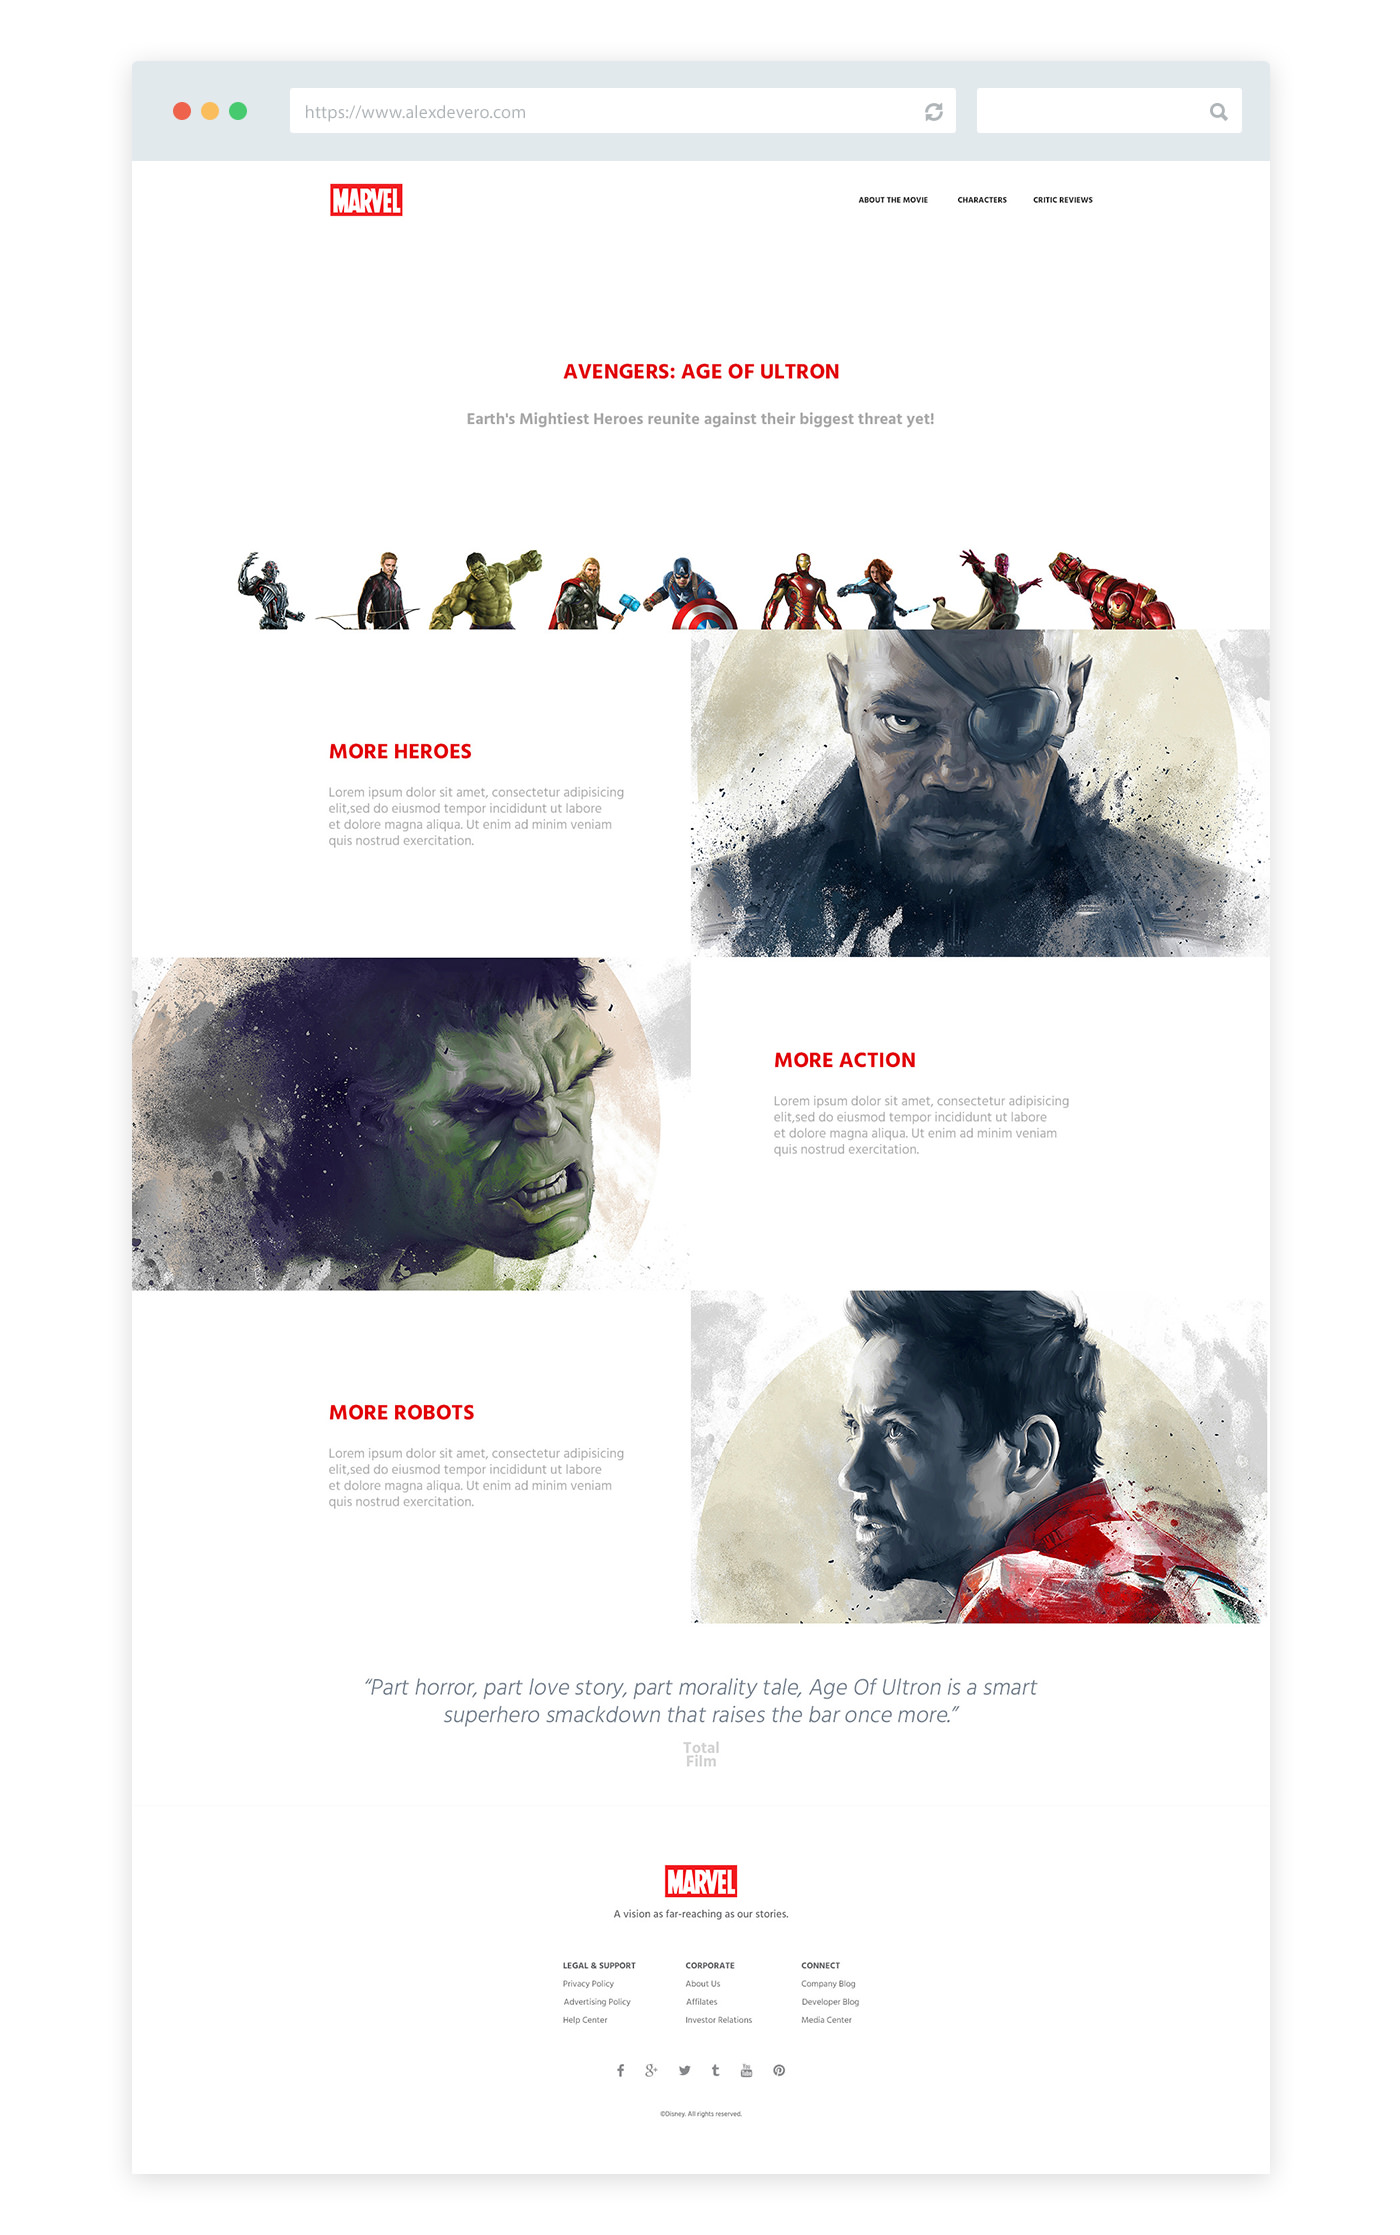 https://www.alexdevero.com
MARVEL
ABOUT THE MOVIE CHARACTERS CRITIC REVIEWS
AVENGERS: AGE OF ULTRON
Earth's Mightiest Heroes reunite against their biggest threat yet!
MORE HEROES
Lorem ipsum dolor sit amet, consectetur adipisicing
elit,sed do eiusmod tempor incididunt ut labore
et dolore magna aliqua. Ut enim ad minim veniam
quis nostrud exercitation.
MORE ACTION
Lorem ipsum dolor sit amet, consectetur adipisicing
elit,sed do eiusmod tempor incididunt ut labore
et dolore magna aliqua. Ut enim ad minim veniam
quis nostrud exercitation.
MORE ROBOTS
Lorem ipsum dolor sit amet, consectetur adipisicing
elit,sed do eiusmod tempor incididunt ut labore
et dolore magna aliqua. Ut enim ad minim veniam
quis nostrud exercitation.
“Part horror, part love story, part morality tale, Age Of Ultron is a smart
superhero smackdown that raises the bar once more.”
Total
Film
MARVEL
A vision as far-reaching as our stories.
LEGAL & SUPPORT
Privacy Policy
Advertising Policy
Help Center
CORPORATE
About Us
Affilates
Investor Relations
CONNECT
Company Blog
Developer Blog
Media Center
©Disney. All rights reserved.